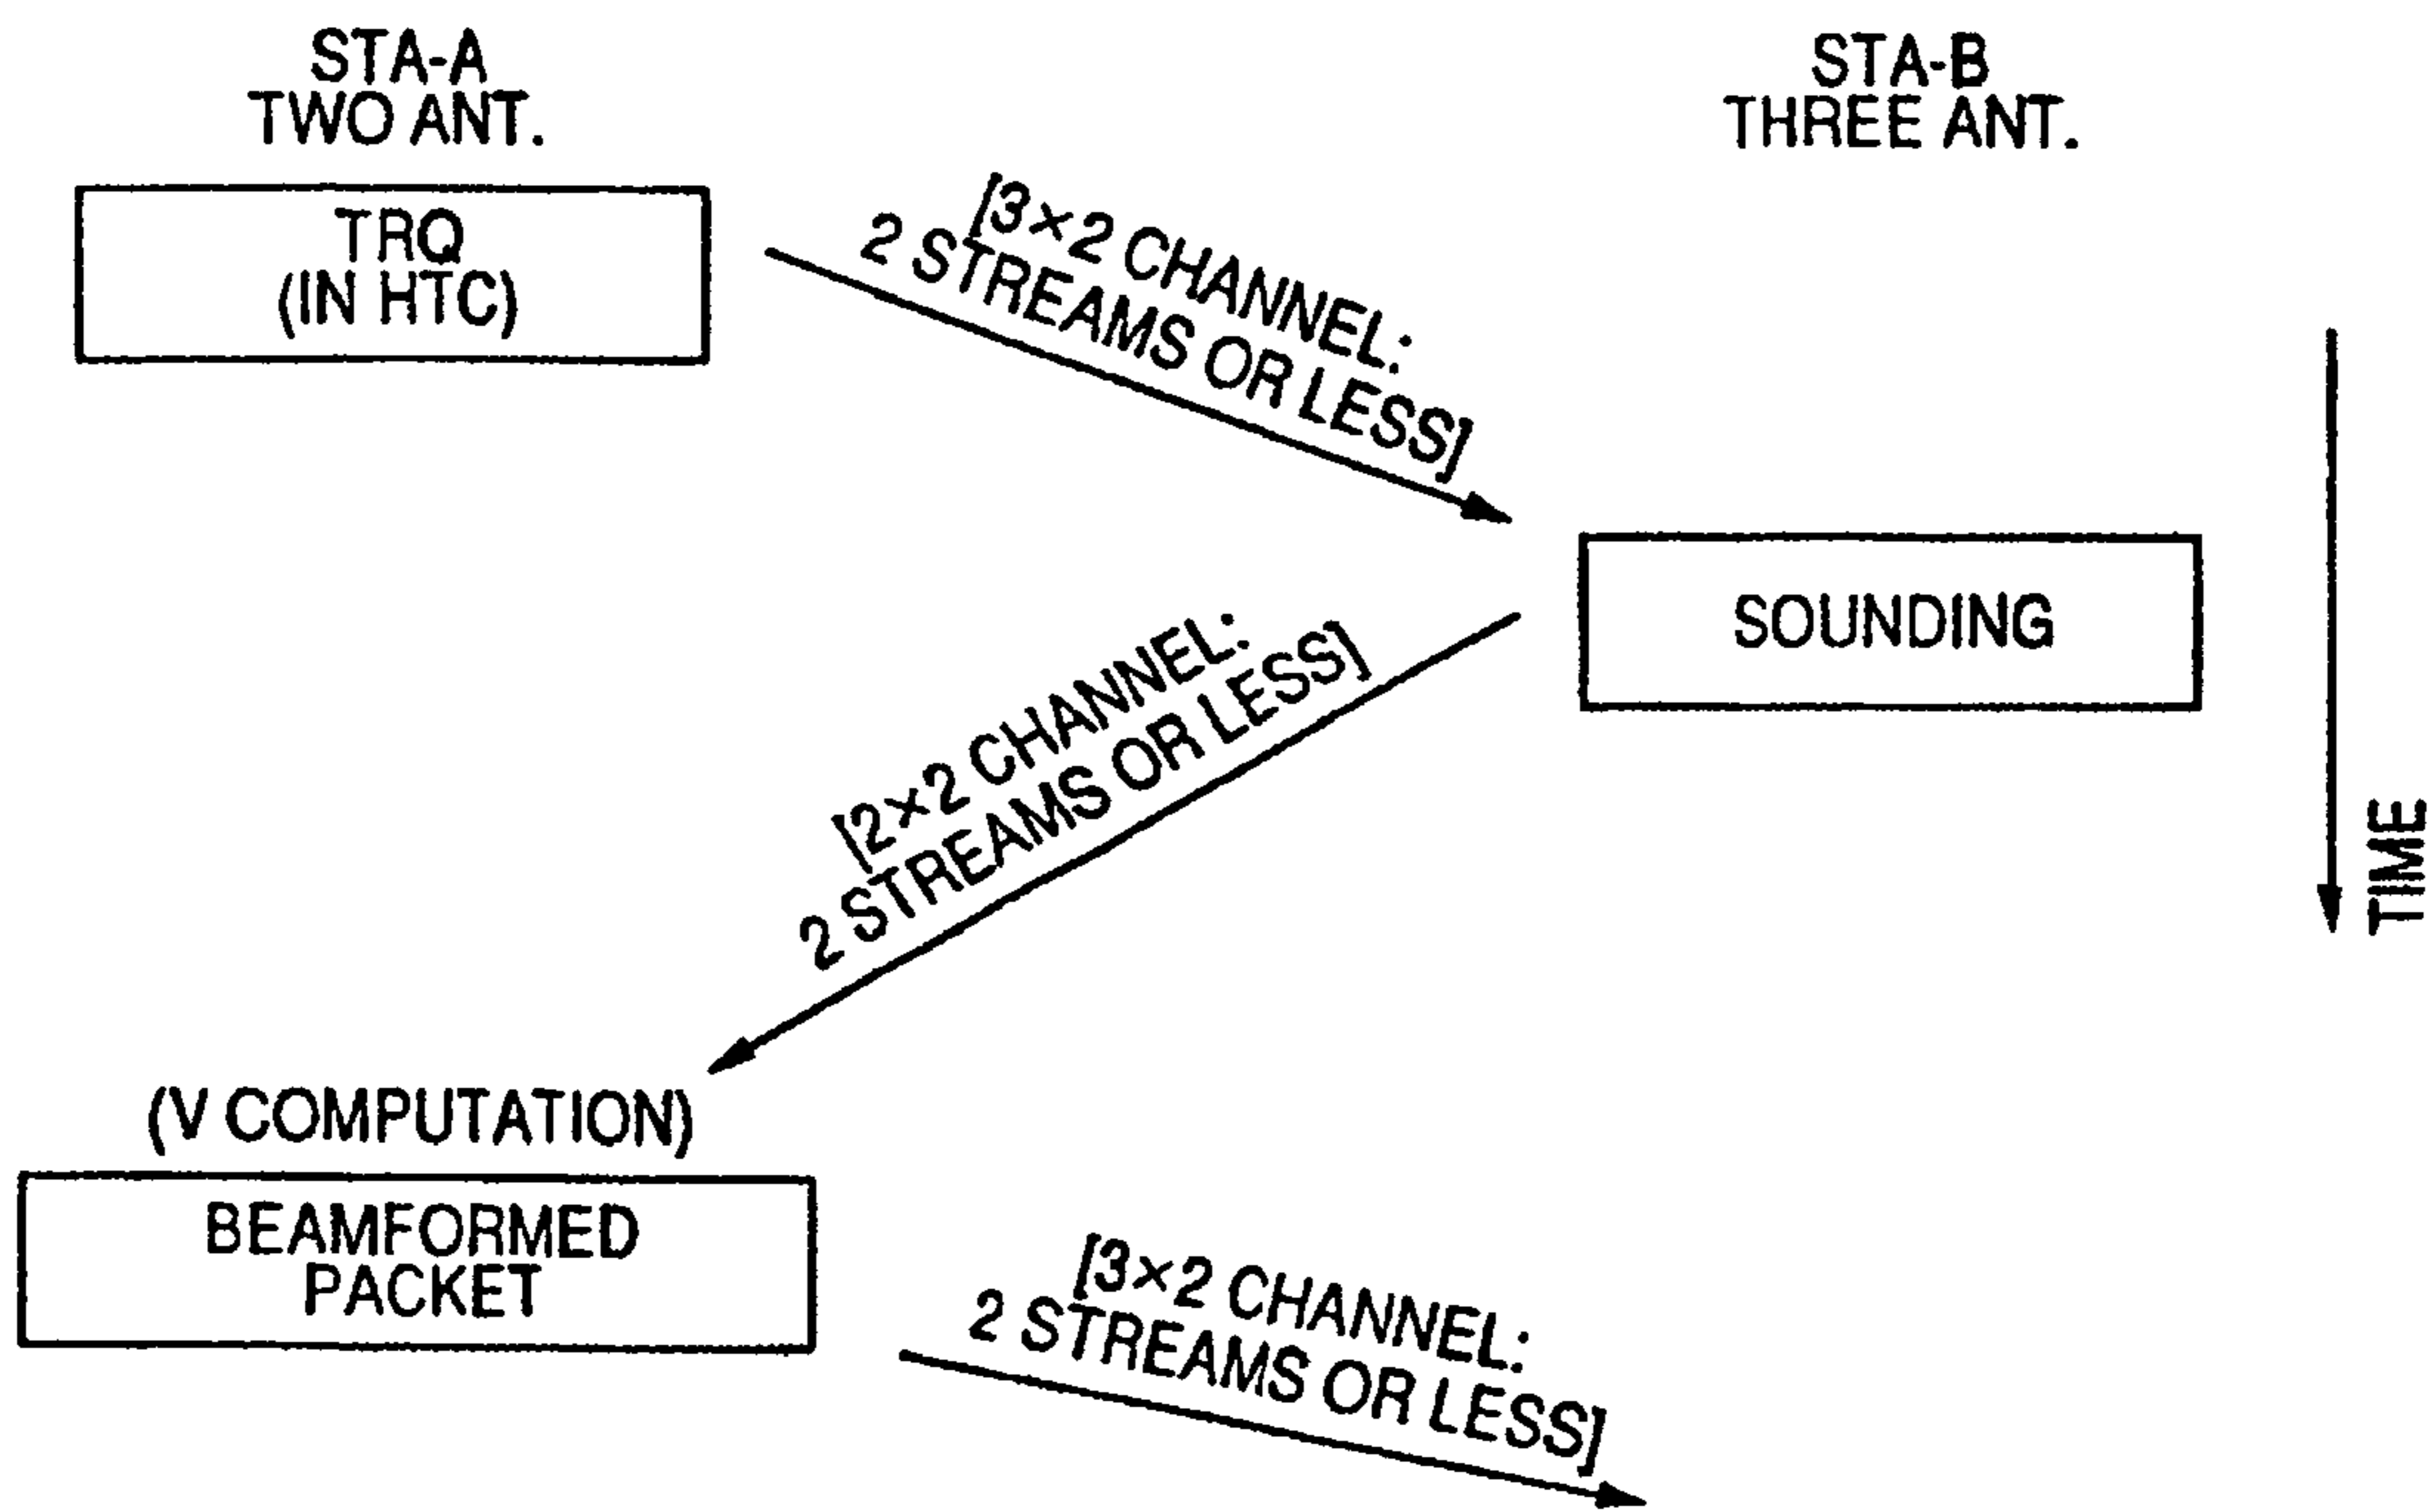 STA-A
TWO ANT.
STA-B
THREE ANT.
TRQ
(IN HTC)
[3×2 CHANNEL:
2 STREAMS OR LESS]
SOUNDING
[2×2 CHANNEL:
2 STREAMS OR LESS]
TIME
(V COMPUTATION)
BEAMFORMED
PACKET
[3×2 CHANNEL:
2 STREAMS OR LESS]